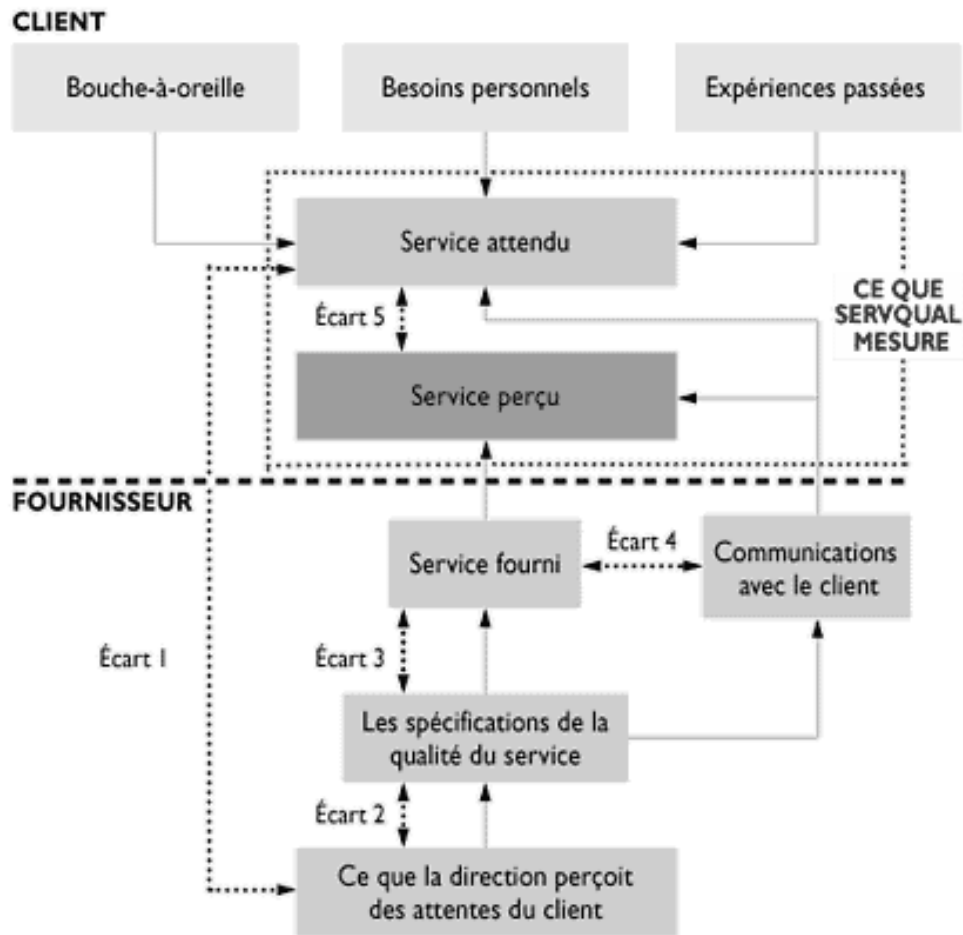 CLIENT
Bouche-à-oreille
Besoins personnels
Expériences passées
Service attendu
Écart 5
CE QUE
SERVQUAL
MESURE
Service perçu
FOURNISSEUR
Service fourni
Écart 4
Communications
avec le client
Écart 1
Écart 3
Les spécifications de la
qualité du service
Écart 2
Ce que la direction perçoit
des attentes du client